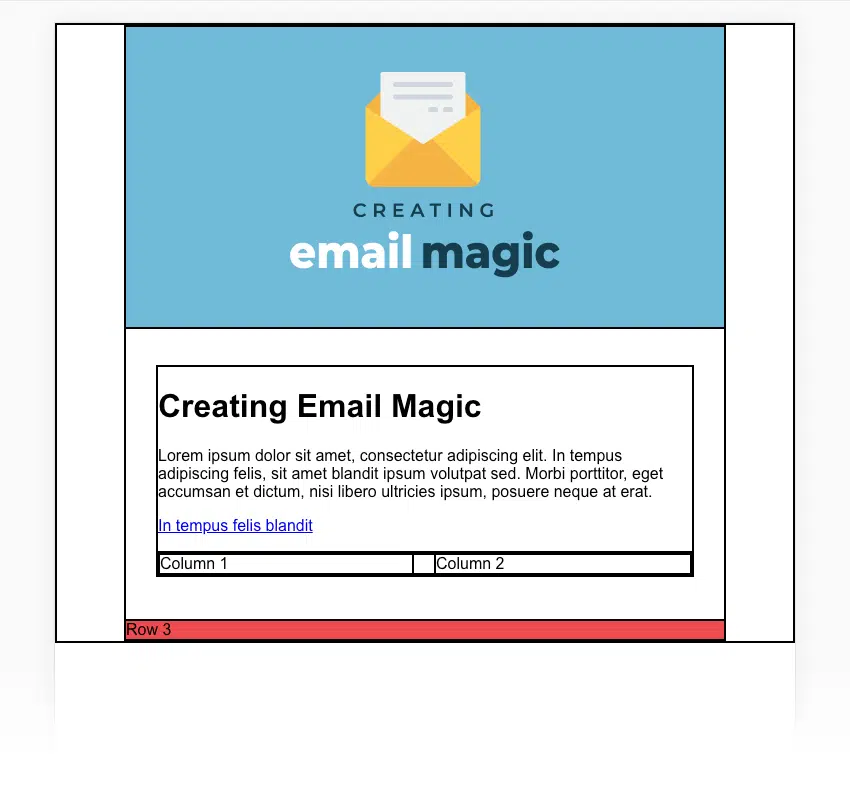 CREATING
email magic
Creating Email Magic
Lorem ipsum dolor sit amet, consectetur adipiscing elit. In tempus
adipiscing felis, sit amet blandit ipsum volutpat sed. Morbi porttitor, eget
accumsan et dictum, nisi libero ultricies ipsum, posuere neque at erat.
In tempus felis blandit
Column 1 Column 2
Row 3